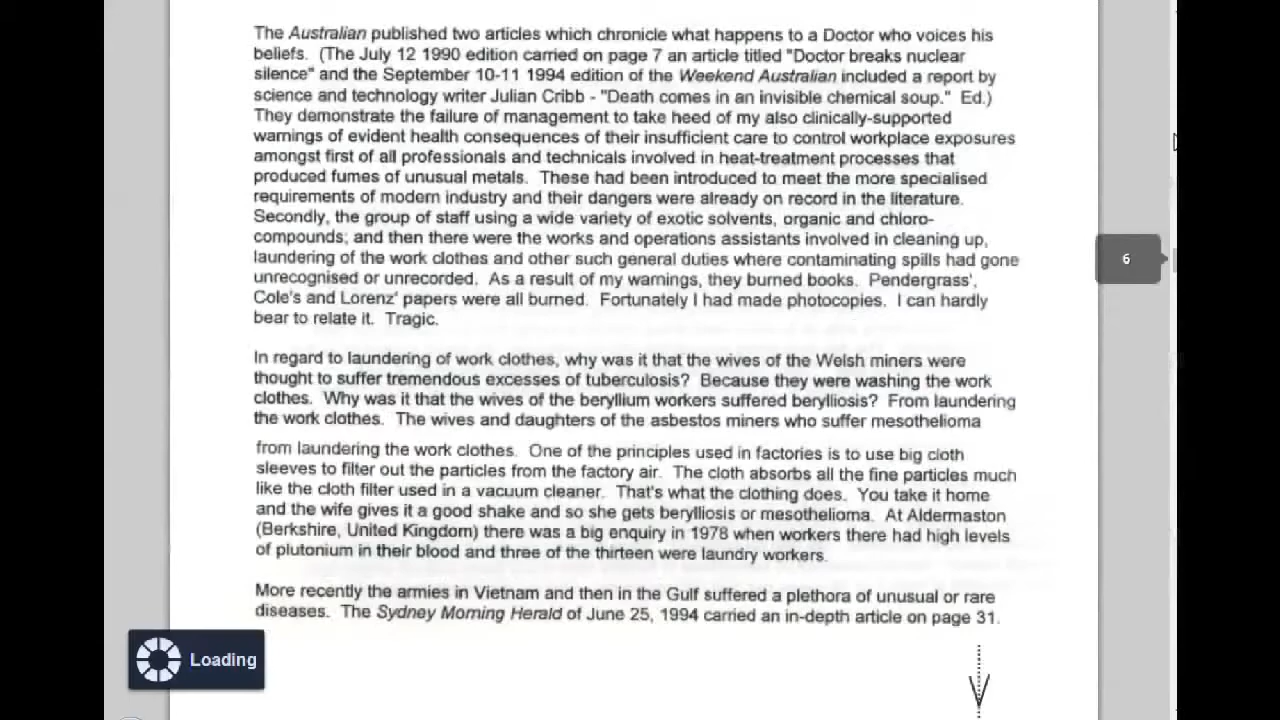 The Australian published two articles which chronicle what happens to a Doctor who voices his
beliefs. (The July 12 1990 edition carried on page 7 an article titled "Doctor breaks nuclear
silence" and the September 10-11 1994 edition of the Weekend Australian included a report by
science and technology writer Julian Cribb - "Death comes in an invisible chemical soup." Ed.)
They demonstrate the failure of management to take heed of my also clinically-supported
warnings of evident health consequences of their insufficient care to control workplace exposures
amongst first of all professionals and technicals involved in heat-treatment processes that
produced fumes of unusual metals. These had been introduced to meet the more specialised
requirements of modern industry and their dangers were already on record in the literature.
Secondly, the group of staff using a wide variety of exotic solvents, organic and chloro-
compounds; and then there were the works and operations assistants involved in cleaning up,
laundering of the work clothes and other such general duties where contaminating spills had gone
unrecognised or unrecorded. As a result of my warnings, they burned books. Pendergrass',
Cole's and Lorenz' papers were all burned. Fortunately I had made photocopies. I can hardly
bear to relate it. Tragic.
6
In regard to laundering of work clothes, why was it that the wives of the Welsh miners were
thought to suffer tremendous excesses of tuberculosis? Because they were washing the work
clothes. Why was it that the wives of the beryllium workers suffered berylliosis? From laundering
the work clothes. The wives and daughters of the asbestos miners who suffer mesothelioma
from laundering the work clothes. One of the principles used in factories is to use big cloth
sleeves to filter out the particles from the factory air. The cloth absorbs all the fine particles much
like the cloth filter used in a vacuum cleaner. That's what the clothing does. You take it home
and the wife gives it a good shake and so she gets berylliosis or mesothelioma. At Aldermaston
(Berkshire, United Kingdom) there was a big enquiry in 1978 when workers there had high levels
of plutonium in their blood and three of the thirteen were laundry workers.
More recently the armies in Vietnam and then in the Gulf suffered a plethora of unusual or rare
diseases. The Sydney Morning Herald of June 25, 1994 carried an in-depth article on page 31.
Loading